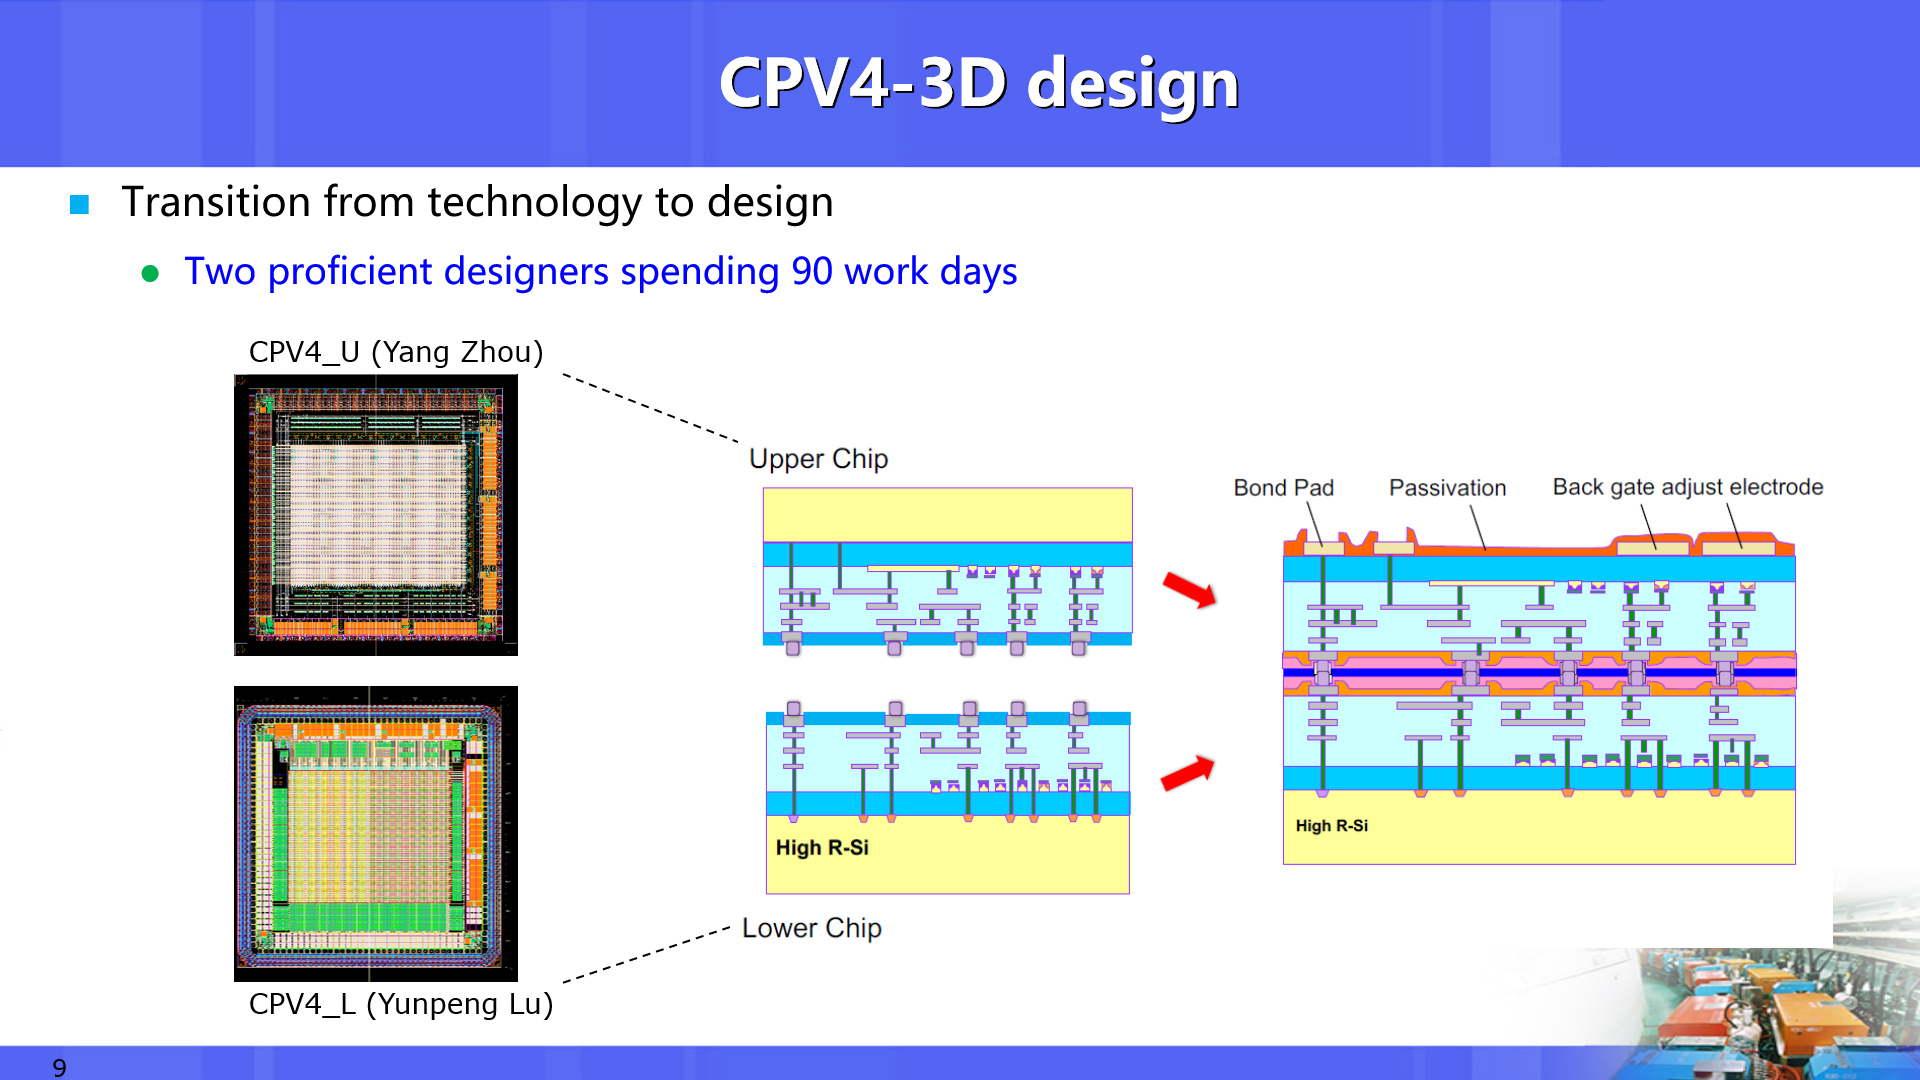 CPV4-3D design
Transition from technology to design
Two proficient designers spending 90 work days
CPV4_U (Yang Zhou)
Upper Chip
Bond Pad
Passivation
Back gate adjust electrode
High R-Si
High R-Si
Lower Chip
CPV4_L (Yunpeng Lu)
9